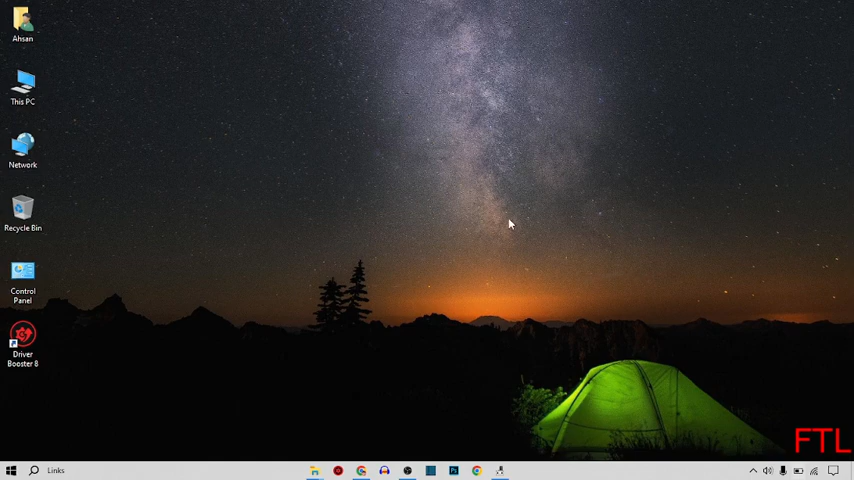 Ahsan
This PC
Network
Recycle Bin
Control
Panel
Driver
Booster 8
FTL
Links